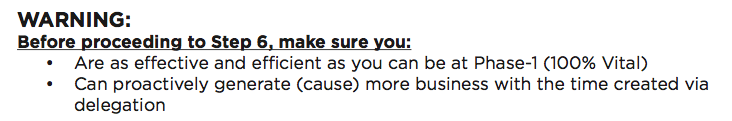 WARNING:
Before proceeding to Step 6, make sure you:
• Are as effective and efficient as you can be at Phase-1 (100% Vital)
• Can proactively generate (cause) more business with the time created via
delegation